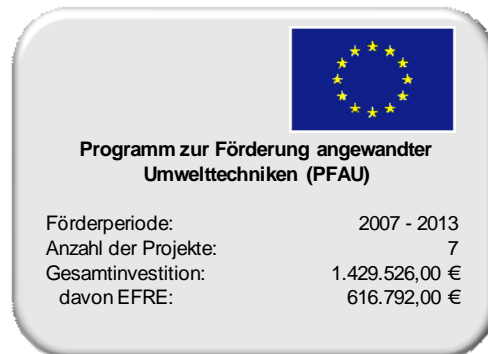 Programm zur Förderung angewandter
Umwelttechniken (PFAU)
Förderperiode: 2007 - 2013
Anzahl der Projekte: 7
Gesamtinvestition: 1.429.526,00 €
davon EFRE: 616.792,00 €